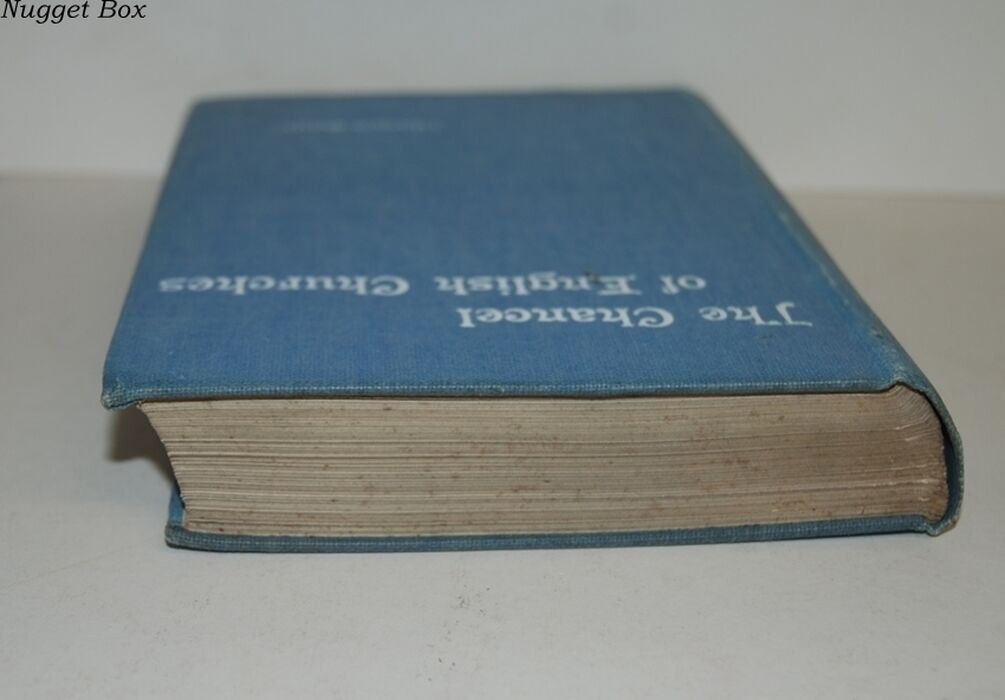 Nugget Box
The Chancel
of English Churches